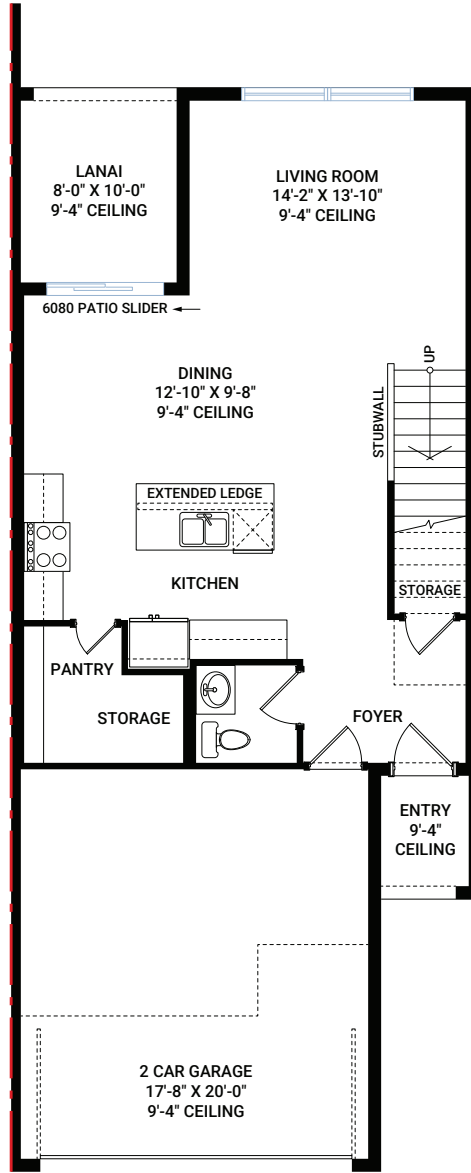 LANAI
8'-0" X 10'-0"
9'-4" CEILING
LIVING ROOM
14'-2" X 13'-10"
9'-4" CEILING
6080 PATIO SLIDER
DINING
12'-10" X 9'-8"
9'-4" CEILING
UP
STUBWALL
EXTENDED LEDGE
KITCHEN
STORAGE
PANTRY
STORAGE
FOYER
ENTRY
9'-4"
CEILING
2 CAR GARAGE
17'-8" X 20'-0"
9'-4" CEILING